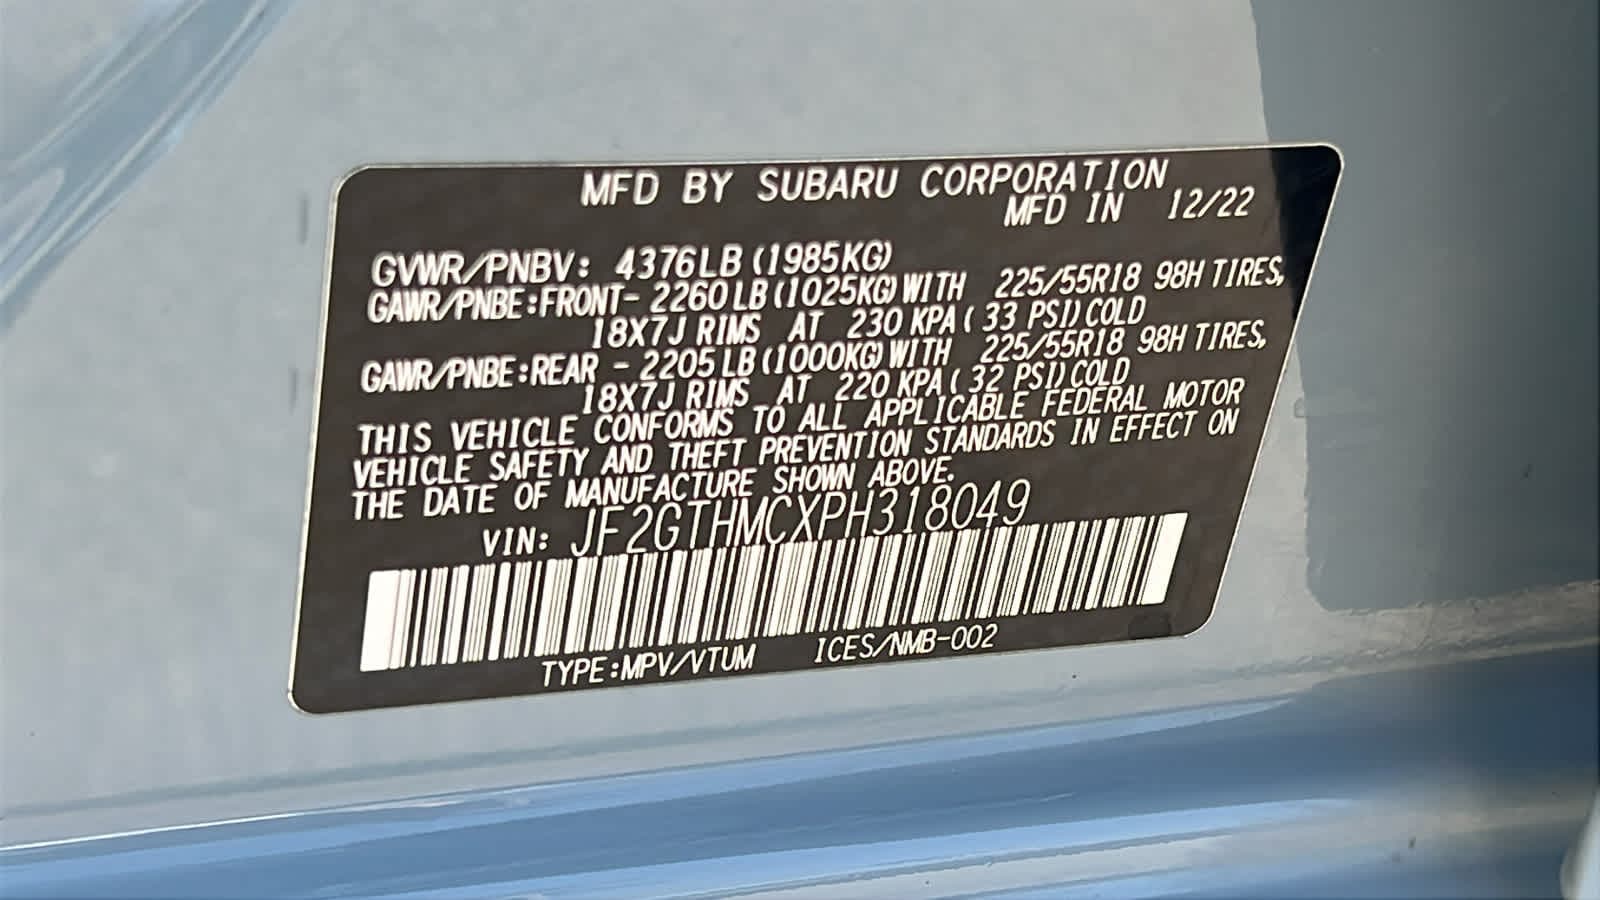 MFD BY SUBARU CORPORATION
MFD IN 12/22
GVWR/PNBV: 4376LB (1985KG)
GAWR/PNBE:FRONT- 2260LB(1025KG)WITH 225/55R18 98H TIRES,
18X7J RIMS AT 230 KPA( 33 PSI)COLD
GAWR/PNBE:REAR - 2205LB(1000KG)WITH 225/55R18 98H TIRES,
18X7J RIMS AT 220 KPA( 32 PSI)COLD
THIS VEHICLE CONFORMS TO ALL APPLICABLE FEDERAL MOTOR
VEHICLE SAFETY AND THEFT PREVENTION STANDARDS IN EFFECT ON
THE DATE OF MANUFACTURE SHOWN ABOVE.
VIN: JF2GTHMCXPH318049
TYPE:MPV/VTUM ICES/NMB-002